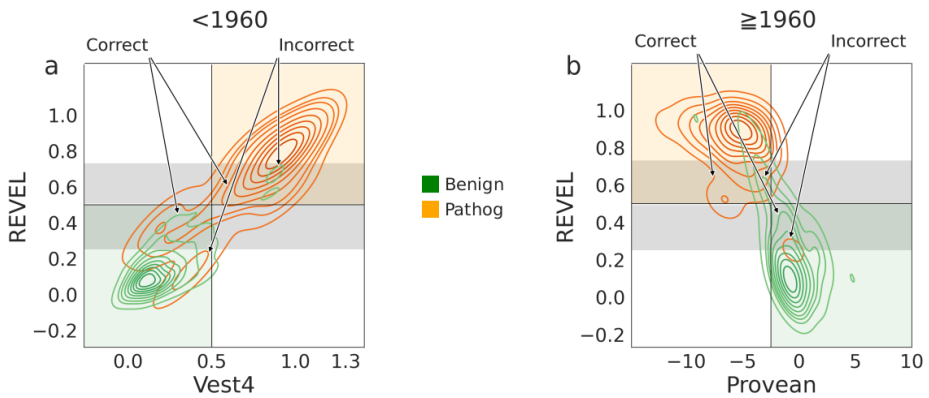 <1960
Correct
Incorrect
a
1.0
0.8
0.6
0.4
0.2
0.0
−0.2
REVEL
0.0 0.5 1.0 1.3
Vest4
Benign
Pathog
≧1960
Correct
Incorrect
b
1.0
0.8
0.6
0.4
0.2
0.0
−0.2
REVEL
−10 −5 0 5 10
Provean